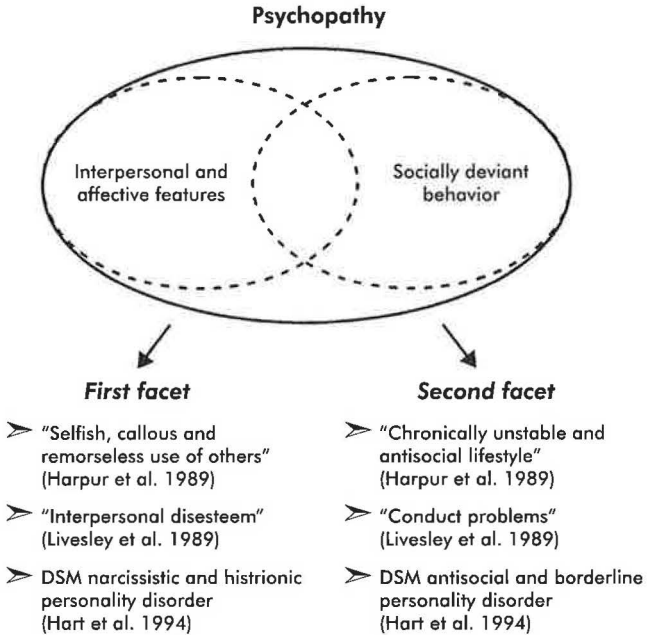 Psychopathy
Interpersonal and
affective features
Socially deviant
behavior
First facet
"Selfish, callous and
remorseless use of others"
(Harpur et al. 1989)
"Interpersonal disesteem"
(Livesley et al. 1989)
DSM narcissistic and histrionic
personality disorder
(Hart et al. 1994)
Second facet
"Chronically unstable and
antisocial lifestyle"
(Harpur et al. 1989)
"Conduct problems"
(Livesley et al. 1989)
DSM antisocial and borderline
personality disorder
(Hart et al. 1994)